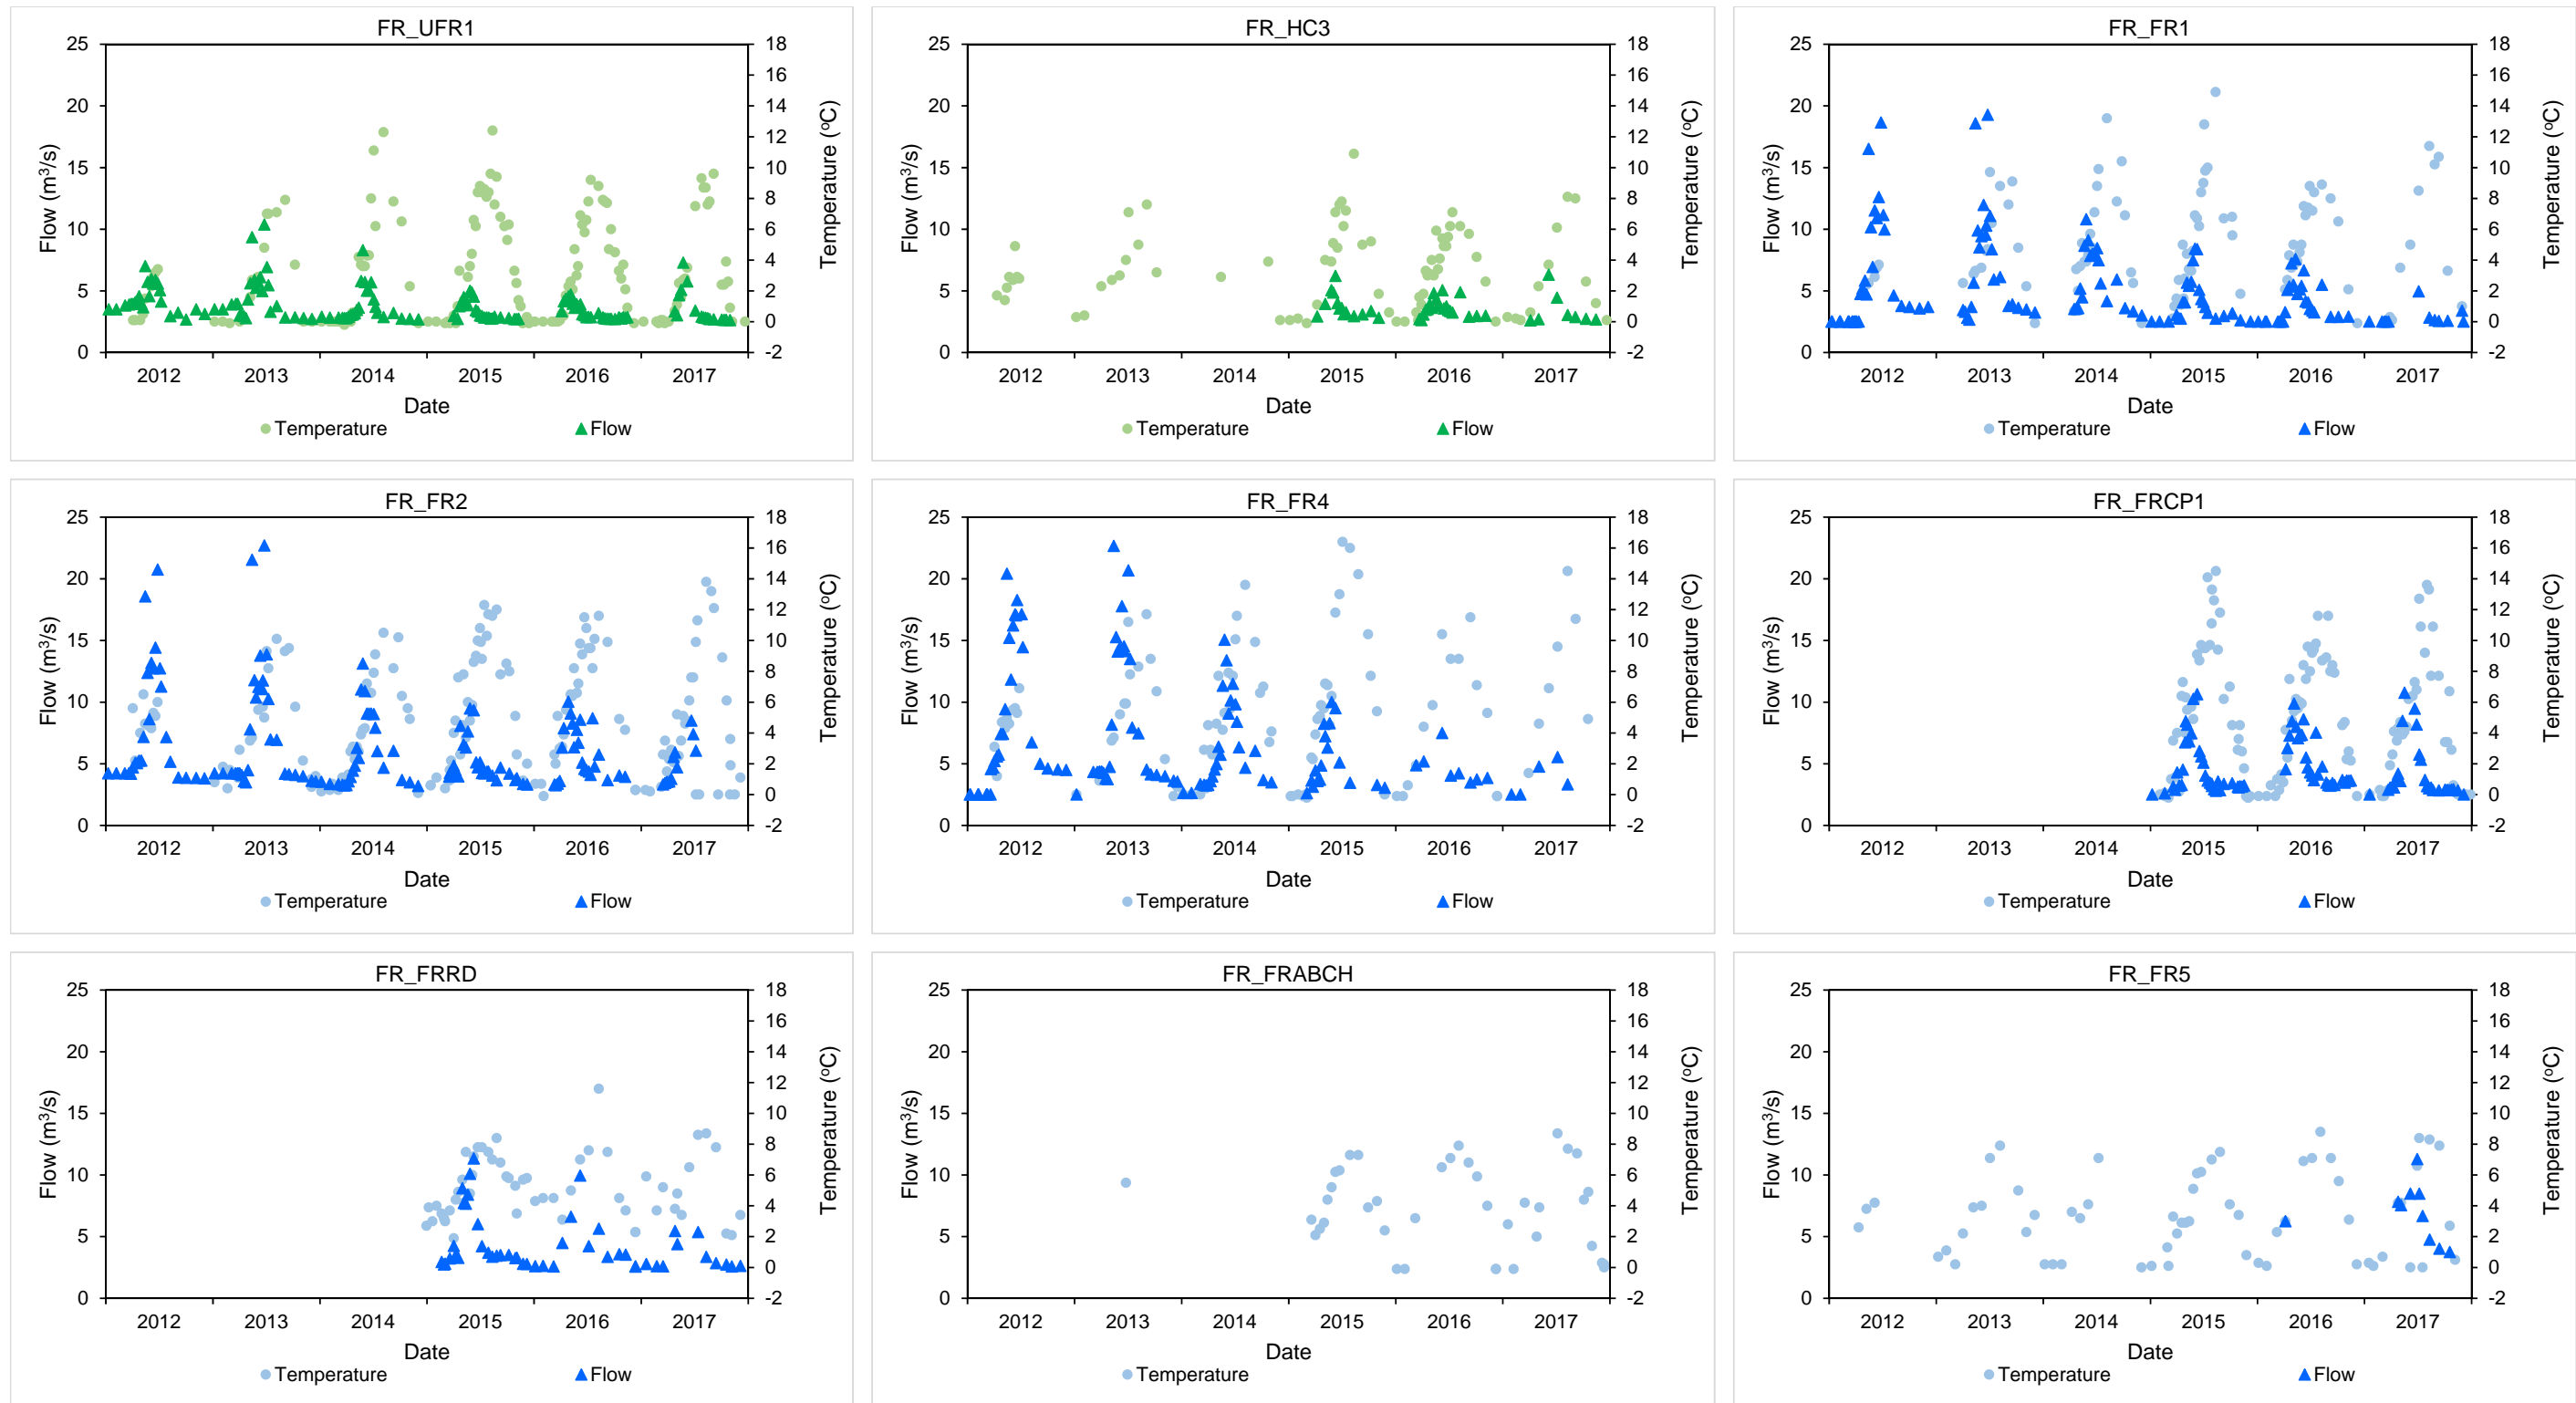 FR_UFR1
25 20 15 10 5 0
Flow (m³/s)
18 16 14 12 10 8 6 4 2 0 -2
Temperature (ºC)
2012 2013 2014 2015 2016 2017
Date
Temperature Flow
FR_HC3
25 20 15 10 5 0
Flow (m³/s)
18 16 14 12 10 8 6 4 2 0 -2
Temperature (ºC)
2012 2013 2014 2015 2016 2017
Date
Temperature Flow
FR_FR1
25 20 15 10 5 0
Flow (m³/s)
18 16 14 12 10 8 6 4 2 0 -2
Temperature (ºC)
2012 2013 2014 2015 2016 2017
Date
Temperature Flow
FR_FR2
25 20 15 10 5 0
Flow (m³/s)
18 16 14 12 10 8 6 4 2 0 -2
Temperature (ºC)
2012 2013 2014 2015 2016 2017
Date
Temperature Flow
FR_FR4
25 20 15 10 5 0
Flow (m³/s)
18 16 14 12 10 8 6 4 2 0 -2
Temperature (ºC)
2012 2013 2014 2015 2016 2017
Date
Temperature Flow
FR_FRCP1
25 20 15 10 5 0
Flow (m³/s)
18 16 14 12 10 8 6 4 2 0 -2
Temperature (ºC)
2012 2013 2014 2015 2016 2017
Date
Temperature Flow
FR_FRRD
25 20 15 10 5 0
Flow (m³/s)
18 16 14 12 10 8 6 4 2 0 -2
Temperature (ºC)
2012 2013 2014 2015 2016 2017
Date
Temperature Flow
FR_FRABCH
25 20 15 10 5 0
Flow (m³/s)
18 16 14 12 10 8 6 4 2 0 -2
Temperature (ºC)
2012 2013 2014 2015 2016 2017
Date
Temperature Flow
FR_FR5
25 20 15 10 5 0
Flow (m³/s)
18 16 14 12 10 8 6 4 2 0 -2
Temperature (ºC)
2012 2013 2014 2015 2016 2017
Date
Temperature Flow